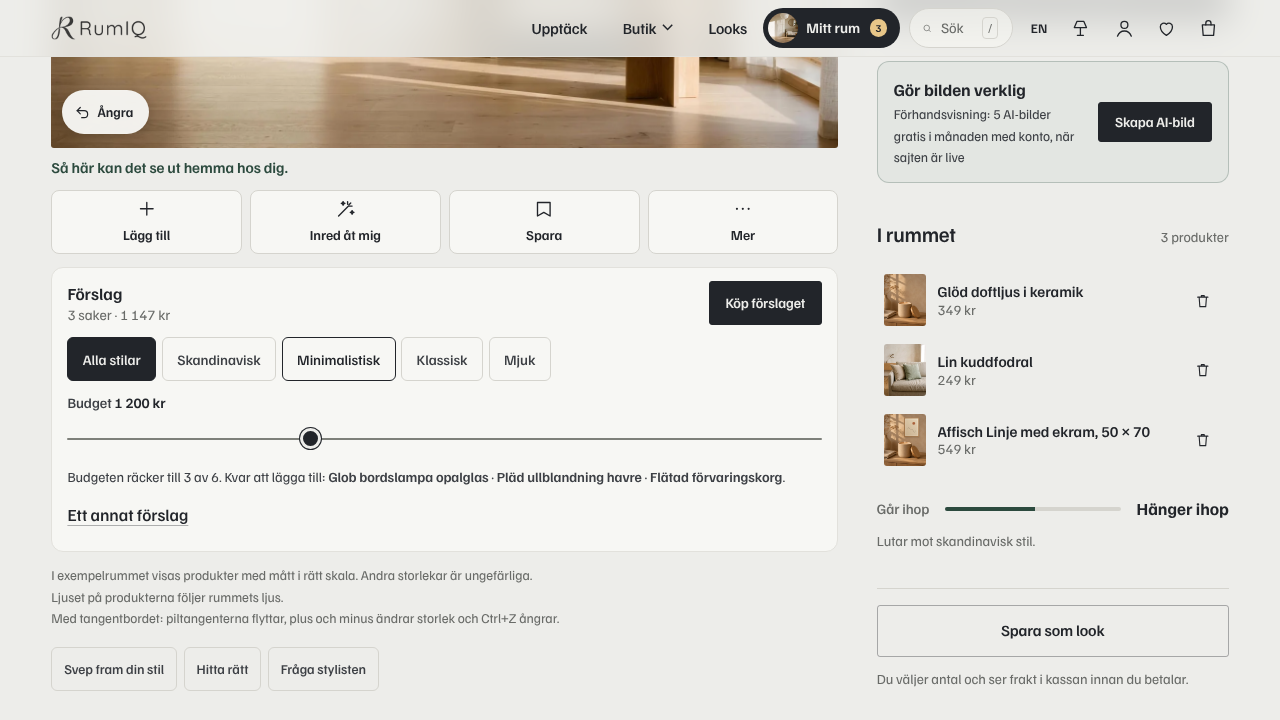 RumIQ
Upptäck
Butik
Looks
Mitt rum
3
Sök
/
EN
Ångra
Så här kan det se ut hemma hos dig.
Lägg till
Inred åt mig
Spara
Mer
Förslag
3 saker · 1 147 kr
Köp förslaget
Alla stilar
Skandinavisk
Minimalistisk
Klassisk
Mjuk
Budget 1 200 kr
Budgeten räcker till 3 av 6. Kvar att lägga till: Glob bordslampa opalglas · Pläd ullblandning havre · Flätad förvaringskorg.
Ett annat förslag
I exempelrummet visas produkter med mått i rätt skala. Andra storlekar är ungefärliga.
Ljuset på produkterna följer rummets ljus.
Med tangentbordet: piltangenterna flyttar, plus och minus ändrar storlek och Ctrl+Z ångrar.
Svep fram din stil
Hitta rätt
Fråga stylisten
Gör bilden verklig
Förhandsvisning: 5 AI-bilder
gratis i månaden med konto, när
sajten är live
Skapa AI-bild
I rummet
3 produkter
Glöd doftljus i keramik
349 kr
Lin kuddfodral
249 kr
Affisch Linje med ekram, 50 × 70
549 kr
Går ihop
Hänger ihop
Lutar mot skandinavisk stil.
Spara som look
Du väljer antal och ser frakt i kassan innan du betalar.